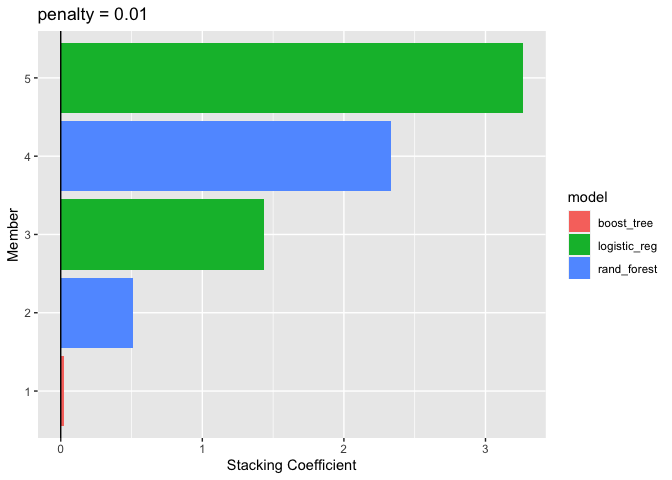 penalty = 0.01
5
4
3
2
1
Member
0 1 2 3
Stacking Coefficient
model
boost_tree
logistic_reg
rand_forest